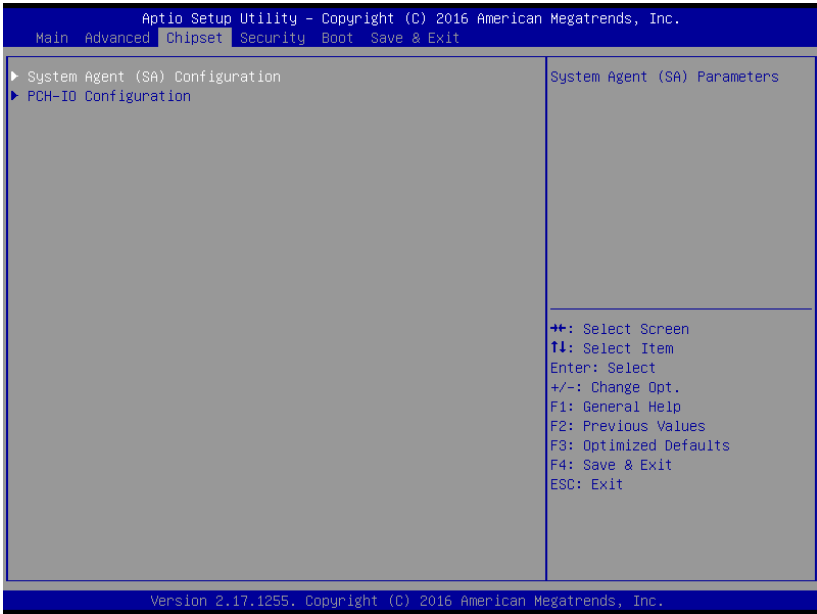 Aptio Setup Utility – Copyright (C) 2016 American Megatrends, Inc.
Main Advanced Chipset Security Boot Save & Exit
▶ System Agent (SA) Configuration
▶ PCH-IO Configuration
System Agent (SA) Parameters
→←: Select Screen
↑↓: Select Item
Enter: Select
+/-: Change Opt.
F1: General Help
F2: Previous Values
F3: Optimized Defaults
F4: Save & Exit
ESC: Exit
Version 2.17.1255. Copyright (C) 2016 American Megatrends, Inc.